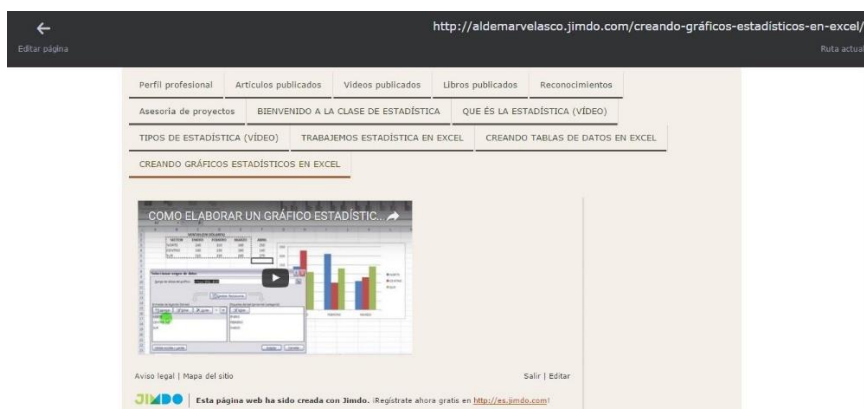 http://aldemarvelasco.jimdo.com/creando-gráficos-estadísticos-en-excel/
Editar página
Ruta actual
Perfil profesional Artículos publicados Videos publicados Libros publicados Reconocimientos
Asesoria de proyectos BIENVENIDO A LA CLASE DE ESTADÍSTICA QUE ÉS LA ESTADÍSTICA (VÍDEO)
TIPOS DE ESTADÍSTICA (VÍDEO) TRABAJEMOS ESTADÍSTICA EN EXCEL CREANDO TABLAS DE DATOS EN EXCEL
CREANDO GRÁFICOS ESTADÍSTICOS EN EXCEL
COMO ELABORAR UN GRÁFICO ESTADÍSTIC...
Aviso legal | Mapa del sitio
Salir | Editar
JIMDO Esta página web ha sido creada con Jimdo. ¡Regístrate ahora gratis en http://es.jimdo.com!